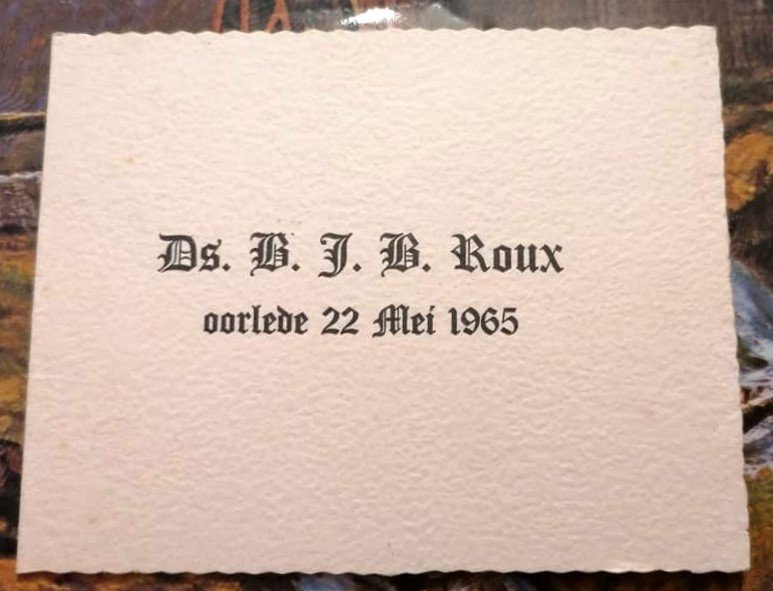 Ds. B. J. B. Roux
oorlede 22 Mei 1965